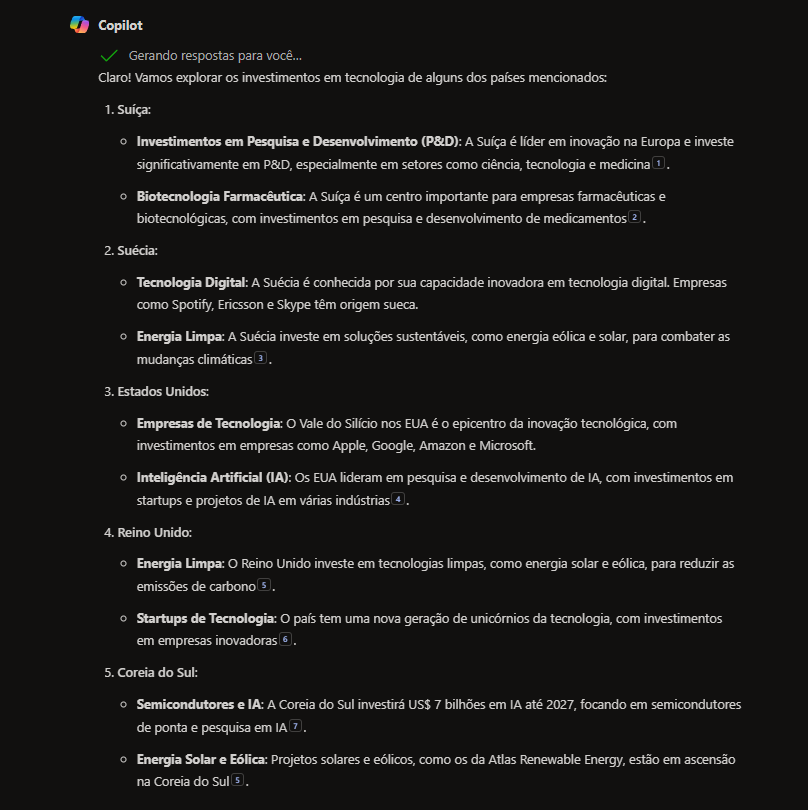 Copilot
Gerando respostas para você...
Claro! Vamos explorar os investimentos em tecnologia de alguns dos países mencionados:
1. Suíça:
Investimentos em Pesquisa e Desenvolvimento (P&D): A Suíça é líder em inovação na Europa e investe
significativamente em P&D, especialmente em setores como ciência, tecnologia e medicina 1 .
Biotecnologia Farmacêutica: A Suíça é um centro importante para empresas farmacêuticas e
biotecnológicas, com investimentos em pesquisa e desenvolvimento de medicamentos 2 .
2. Suécia:
Tecnologia Digital: A Suécia é conhecida por sua capacidade inovadora em tecnologia digital. Empresas
como Spotify, Ericsson e Skype têm origem sueca.
Energia Limpa: A Suécia investe em soluções sustentáveis, como energia eólica e solar, para combater as
mudanças climáticas 3 .
3. Estados Unidos:
Empresas de Tecnologia: O Vale do Silício nos EUA é o epicentro da inovação tecnológica, com
investimentos em empresas como Apple, Google, Amazon e Microsoft.
Inteligência Artificial (IA): Os EUA lideram em pesquisa e desenvolvimento de IA, com investimentos em
startups e projetos de IA em várias indústrias 4 .
4. Reino Unido:
Energia Limpa: O Reino Unido investe em tecnologias limpas, como energia solar e eólica, para reduzir as
emissões de carbono 5 .
Startups de Tecnologia: O país tem uma nova geração de unicórnios da tecnologia, com investimentos
em empresas inovadoras 6 .
5. Coreia do Sul:
Semicondutores e IA: A Coreia do Sul investirá US$ 7 bilhões em IA até 2027, focando em semicondutores
de ponta e pesquisa em IA 7 .
Energia Solar e Eólica: Projetos solares e eólicos, como os da Atlas Renewable Energy, estão em ascensão
na Coreia do Sul 5 .